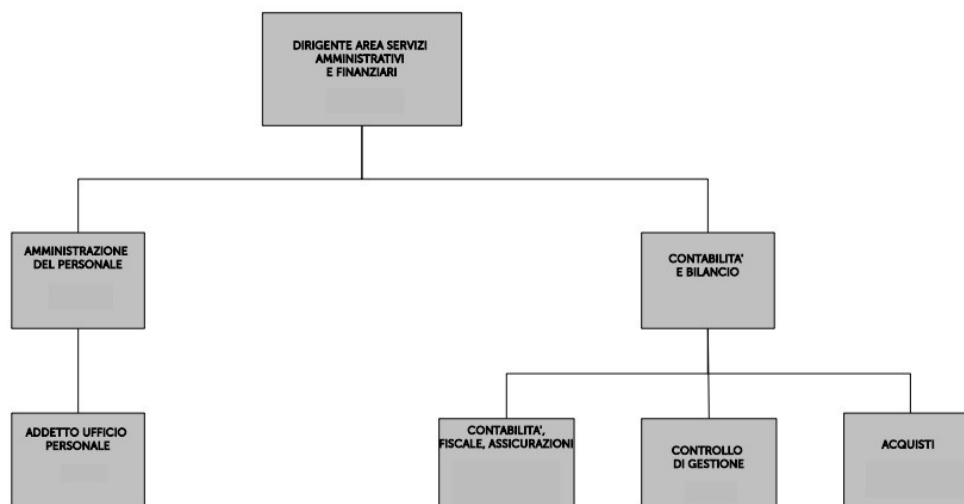 DIRIGENTE AREA SERVIZI
AMMINISTRATIVI
E FINANZIARI
AMMINISTRAZIONE
DEL PERSONALE
CONTABILITA'
E BILANCIO
ADDETTO UFFICIO
PERSONALE
CONTABILITA',
FISCALE, ASSICURAZIONI
CONTROLLO
DI GESTIONE
ACQUISTI